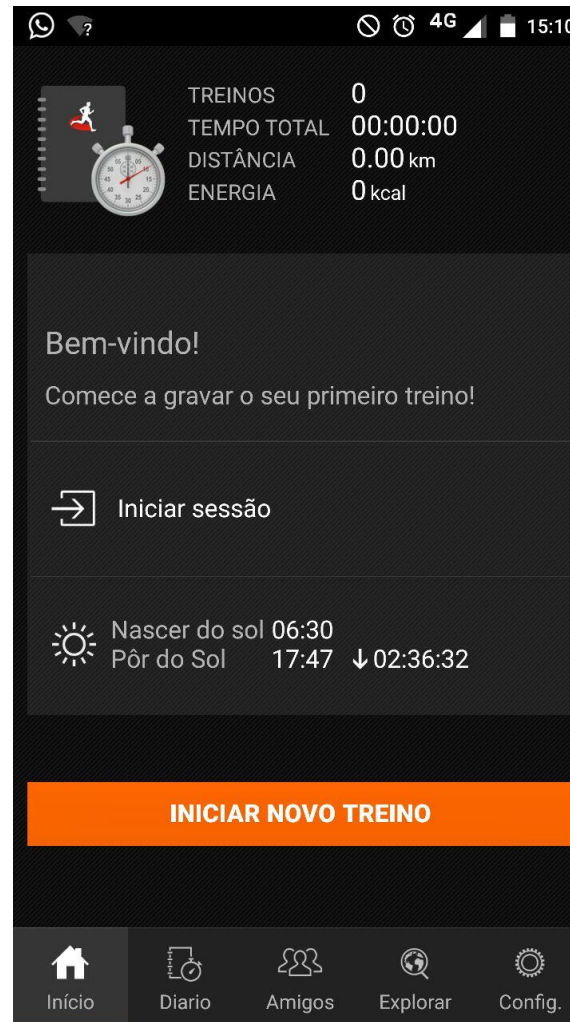 4G 15:10
TREINOS 0
TEMPO TOTAL 00:00:00
DISTÂNCIA 0.00 km
ENERGIA 0 kcal
Bem-vindo!
Comece a gravar o seu primeiro treino!
Iniciar sessão
Nascer do sol 06:30
Pôr do Sol 17:47 ↓02:36:32
INICIAR NOVO TREINO
Início Diario Amigos Explorar Config.